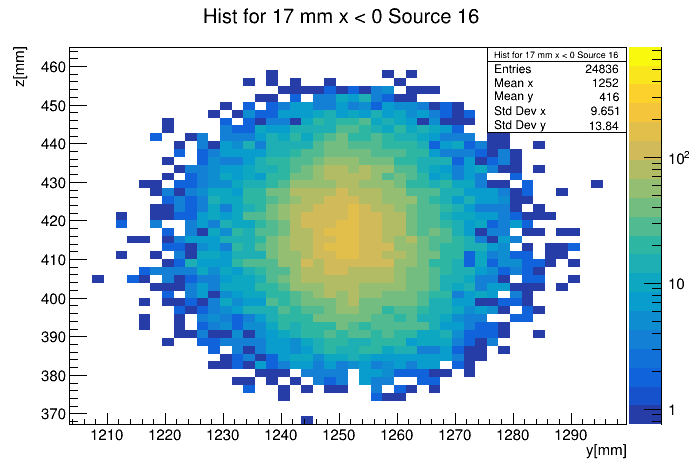 Hist for 17 mm x < 0 Source 16
z[mm]
Hist for 17 mm x < 0 Source 16
Entries 24836
Mean x 1252
Mean y 416
Std Dev x 9.651
Std Dev y 13.84
460
450
440
430
420
410
400
390
380
370
1210 1220 1230 1240 1250 1260 1270 1280 1290
y[mm]
10²
10
1